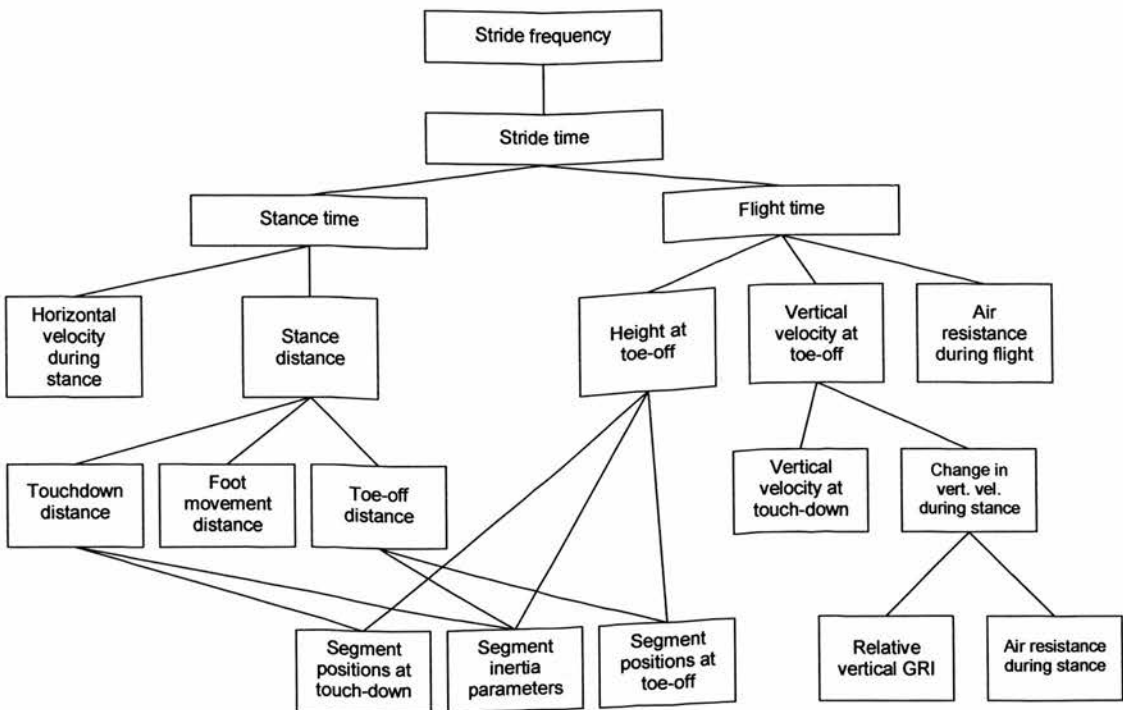 Stride frequency
Stride time
Stance time
Flight time
Horizontal
velocity
during
stance
Stance
distance
Height at
toe-off
Vertical
velocity at
toe-off
Air
resistance
during flight
Touchdown
distance
Foot
movement
distance
Toe-off
distance
Vertical
velocity at
touch-down
Change in
vert. vel.
during stance
Segment
positions at
touch-down
Segment
inertia
parameters
Segment
positions at
toe-off
Relative
vertical GRI
Air resistance
during stance